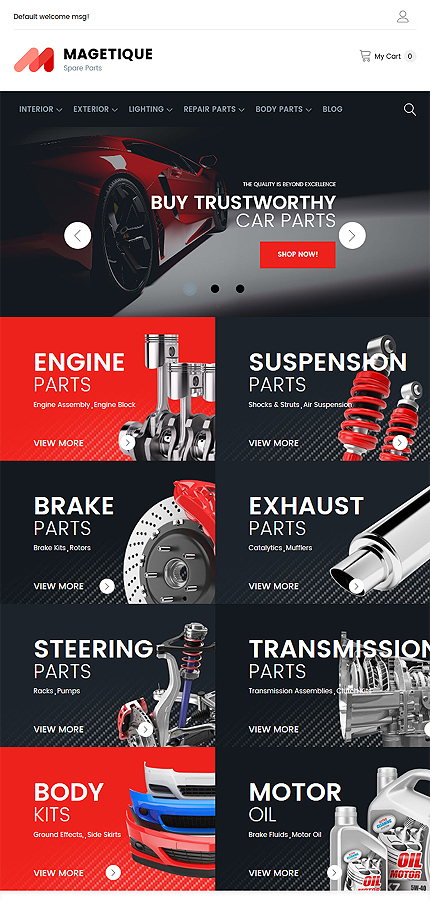 Default welcome msg!
MAGETIQUE
Spare Parts
My Cart 0
INTERIOR EXTERIOR LIGHTING REPAIR PARTS BODY PARTS BLOG
THE QUALITY IS BEYOND EXCELLENCE
BUY TRUSTWORTHY
CAR PARTS
SHOP NOW!
ENGINE
PARTS
Engine Assembly , Engine Block
VIEW MORE
SUSPENSION
PARTS
Shocks & Struts , Air Suspension
VIEW MORE
BRAKE
PARTS
Brake Kits , Rotors
VIEW MORE
EXHAUST
PARTS
Catalytics , Mufflers
VIEW MORE
STEERING
PARTS
Racks , Pumps
VIEW MORE
TRANSMISSION
PARTS
Transmission Assemblies , Clutch Kits
VIEW MORE
BODY
KITS
Ground Effects, , Side Skirts
VIEW MORE
MOTOR
OIL
Brake Fluids , Motor Oil
VIEW MORE
OIL
MOTOR
5W-40
OIL
MOTOR